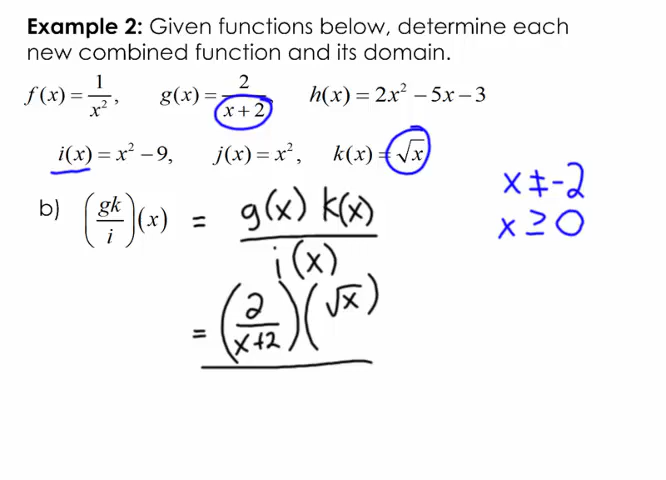 Example 2: Given functions below, determine each
new combined function and its domain.
f(x) = 1/x², g(x) = 2/(x+2), h(x) = 2x² − 5x − 3
i(x) = x² − 9, j(x) = x², k(x) = √x
x ≠ -2
x ≥ 0
b) (gk/i)(x) = g(x) k(x) / i(x)
= (2/(x+2)) (√x)